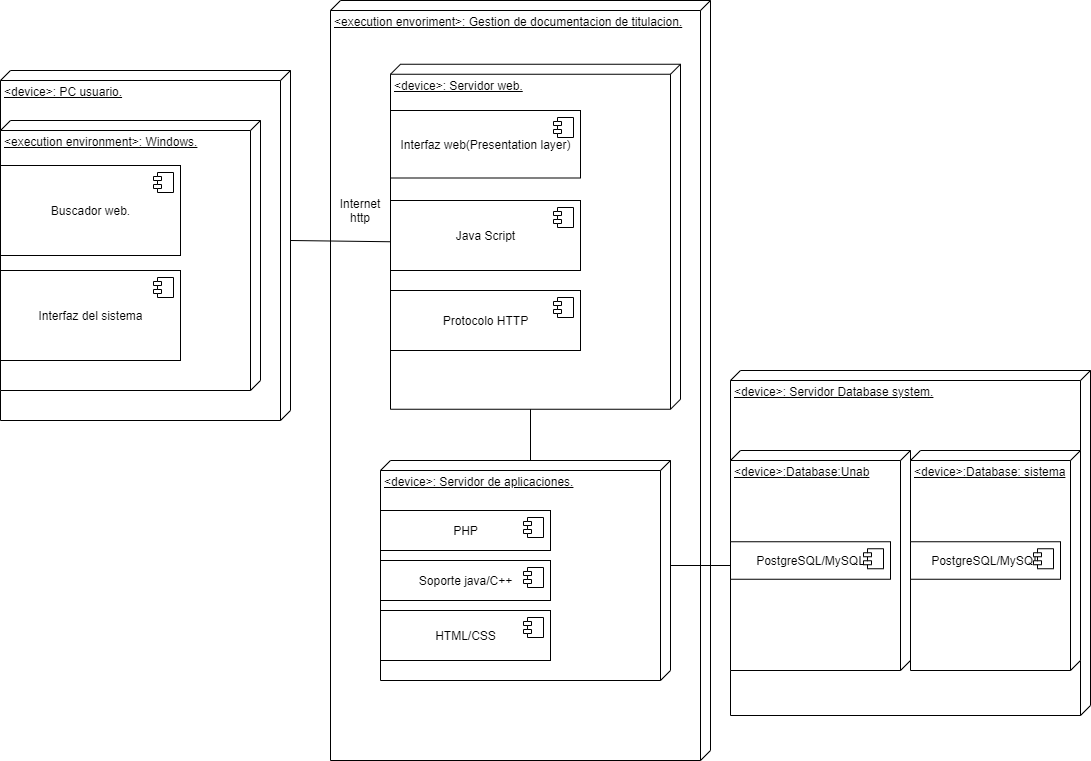 <execution envoriment>: Gestion de documentacion de titulacion.
<device>: PC usuario.
<execution environment>: Windows.
Buscador web.
Interfaz del sistema
Internet
http
<device>: Servidor web.
Interfaz web(Presentation layer)
Java Script
Protocolo HTTP
<device>: Servidor de aplicaciones.
PHP
Soporte java/C++
HTML/CSS
<device>: Servidor Database system.
<device>:Database:Unab
PostgreSQL/MySQL
<device>:Database: sistema
PostgreSQL/MySQL